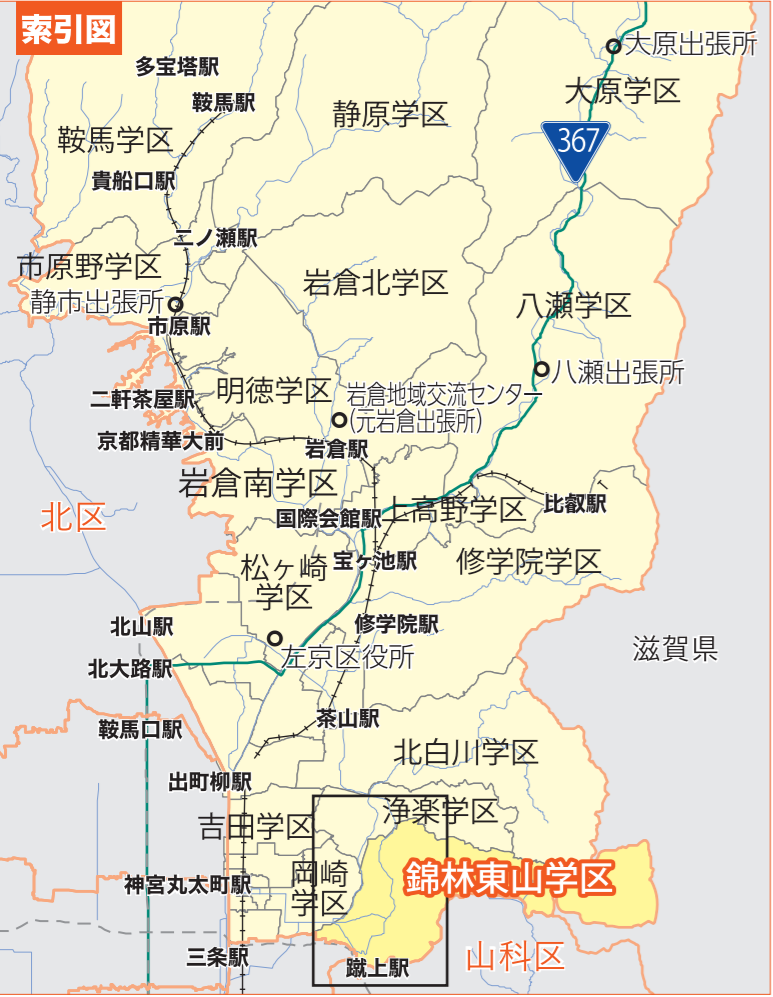 索引図
大原出張所
多宝塔駅
大原学区
鞍馬駅
静原学区
鞍馬学区
367
貴船口駅
二ノ瀬駅
市原野学区
岩倉北学区
静市出張所
八瀬学区
市原駅
八瀬出張所
明徳学区
岩倉地域交流センター
(元岩倉出張所)
二軒茶屋駅
京都精華大前
岩倉駅
岩倉南学区
比叡駅
上高野学区
北区
国際会館駅
宝ヶ池駅
修学院学区
松ヶ崎
学区
北山駅
修学院駅
滋賀県
左京区役所
北大路駅
茶山駅
鞍馬口駅
北白川学区
出町柳駅
浄楽学区
吉田学区
錦林東山学区
岡崎
学区
神宮丸太町駅
三条駅
山科区
蹴上駅